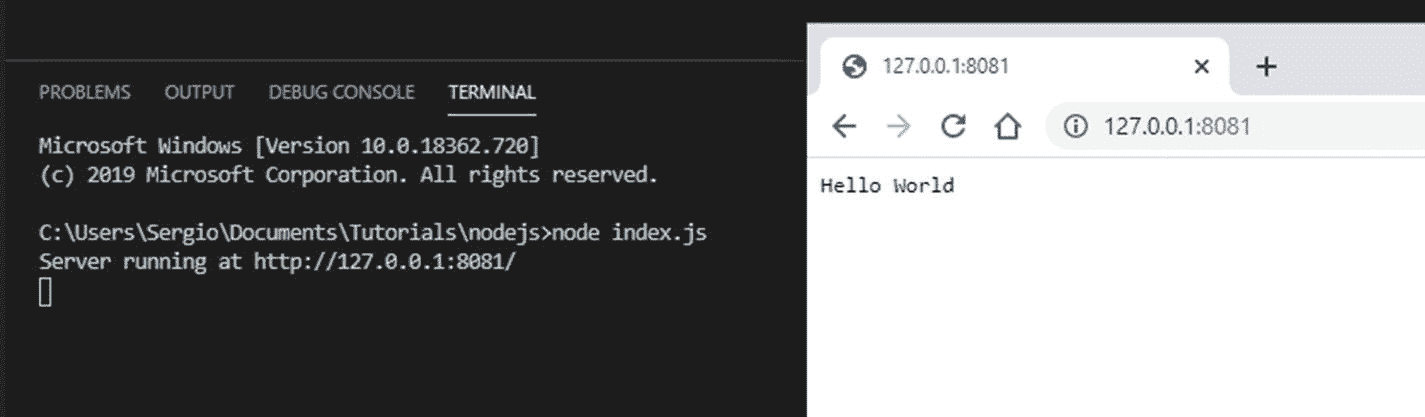 PROBLEMS OUTPUT DEBUG CONSOLE TERMINAL
Microsoft Windows [Version 10.0.18362.720]
(c) 2019 Microsoft Corporation. All rights reserved.
C:\Users\Sergio\Documents\Tutorials\nodejs>node index.js
Server running at http://127.0.0.1:8081/
127.0.0.1:8081
127.0.0.1:8081
Hello World